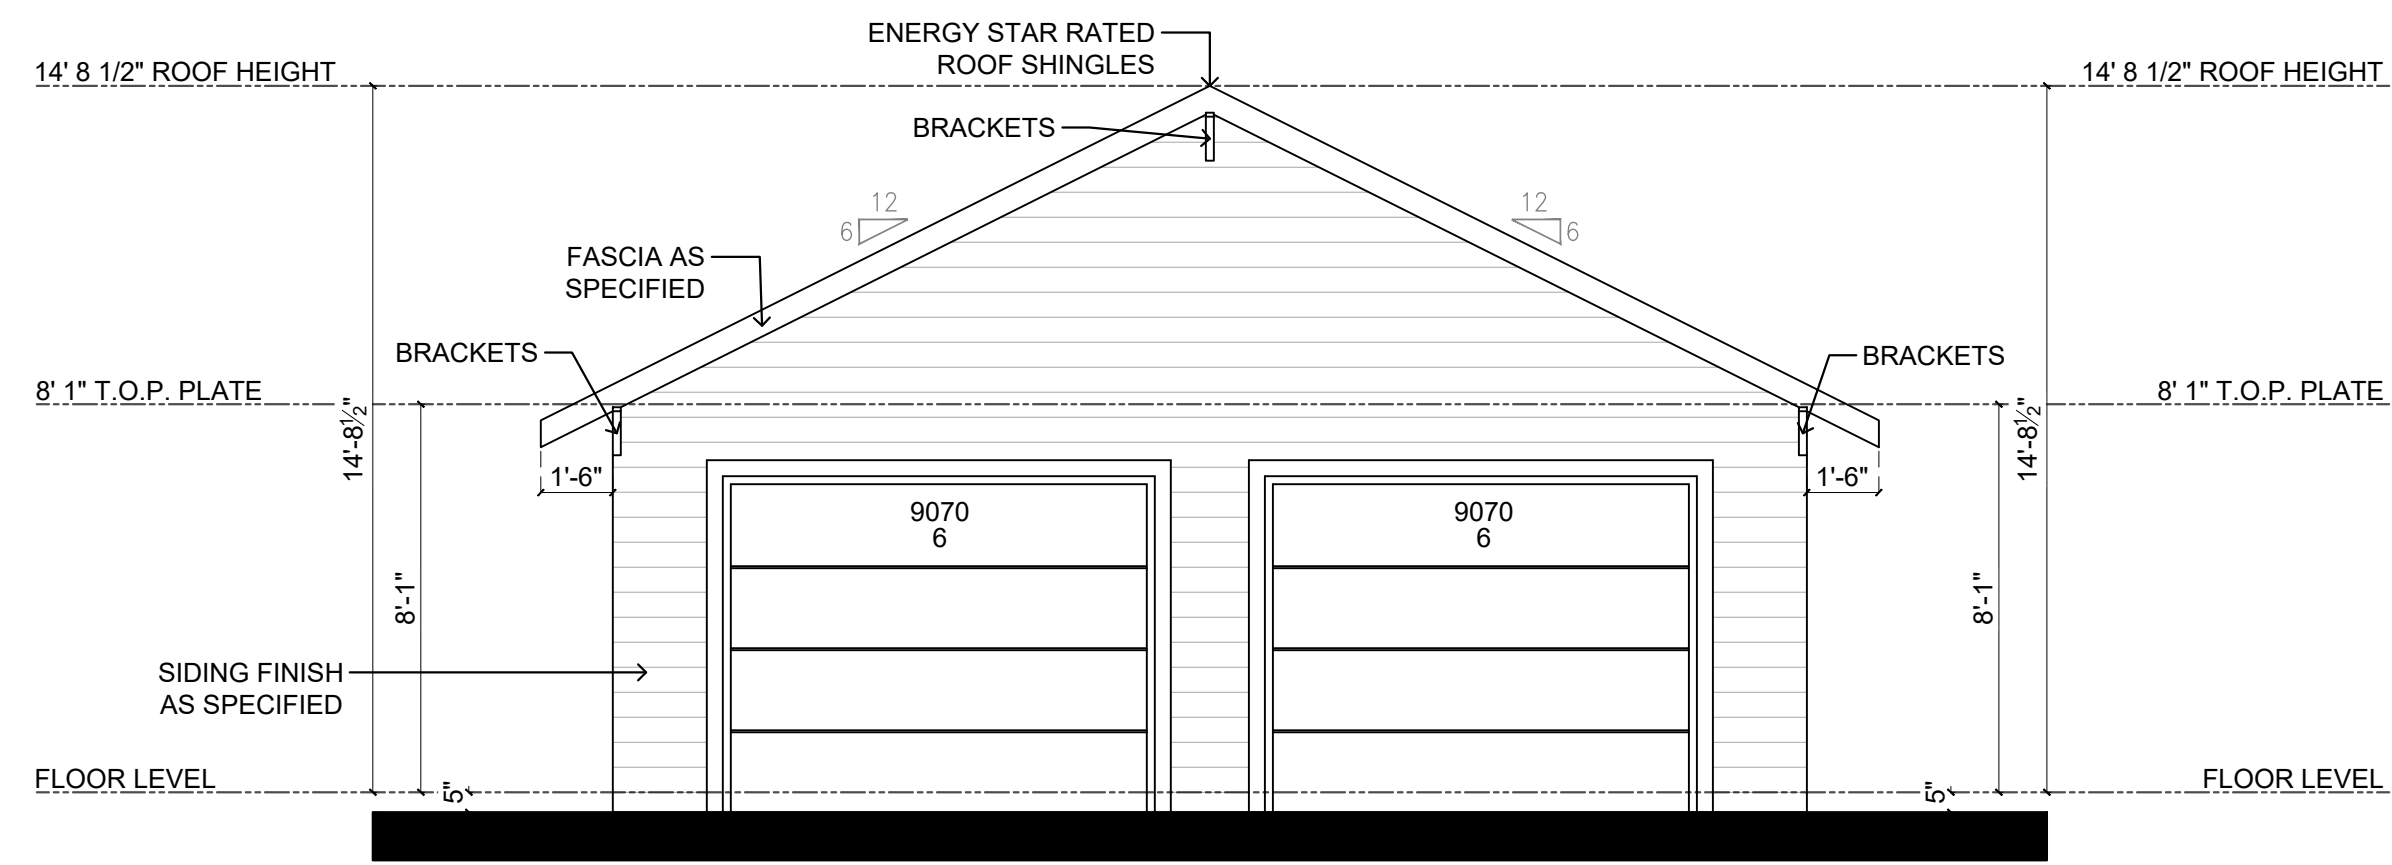 ENERGY STAR RATED
ROOF SHINGLES
14' 8 1/2" ROOF HEIGHT
14' 8 1/2" ROOF HEIGHT
BRACKETS
12
6
12
6
FASCIA AS
SPECIFIED
BRACKETS
BRACKETS
8' 1" T.O.P. PLATE
8' 1" T.O.P. PLATE
14'-8½"
14'-8½"
1'-6"
1'-6"
9070
6
9070
6
8'-1"
8'-1"
SIDING FINISH
AS SPECIFIED
FLOOR LEVEL
FLOOR LEVEL
5"
5"